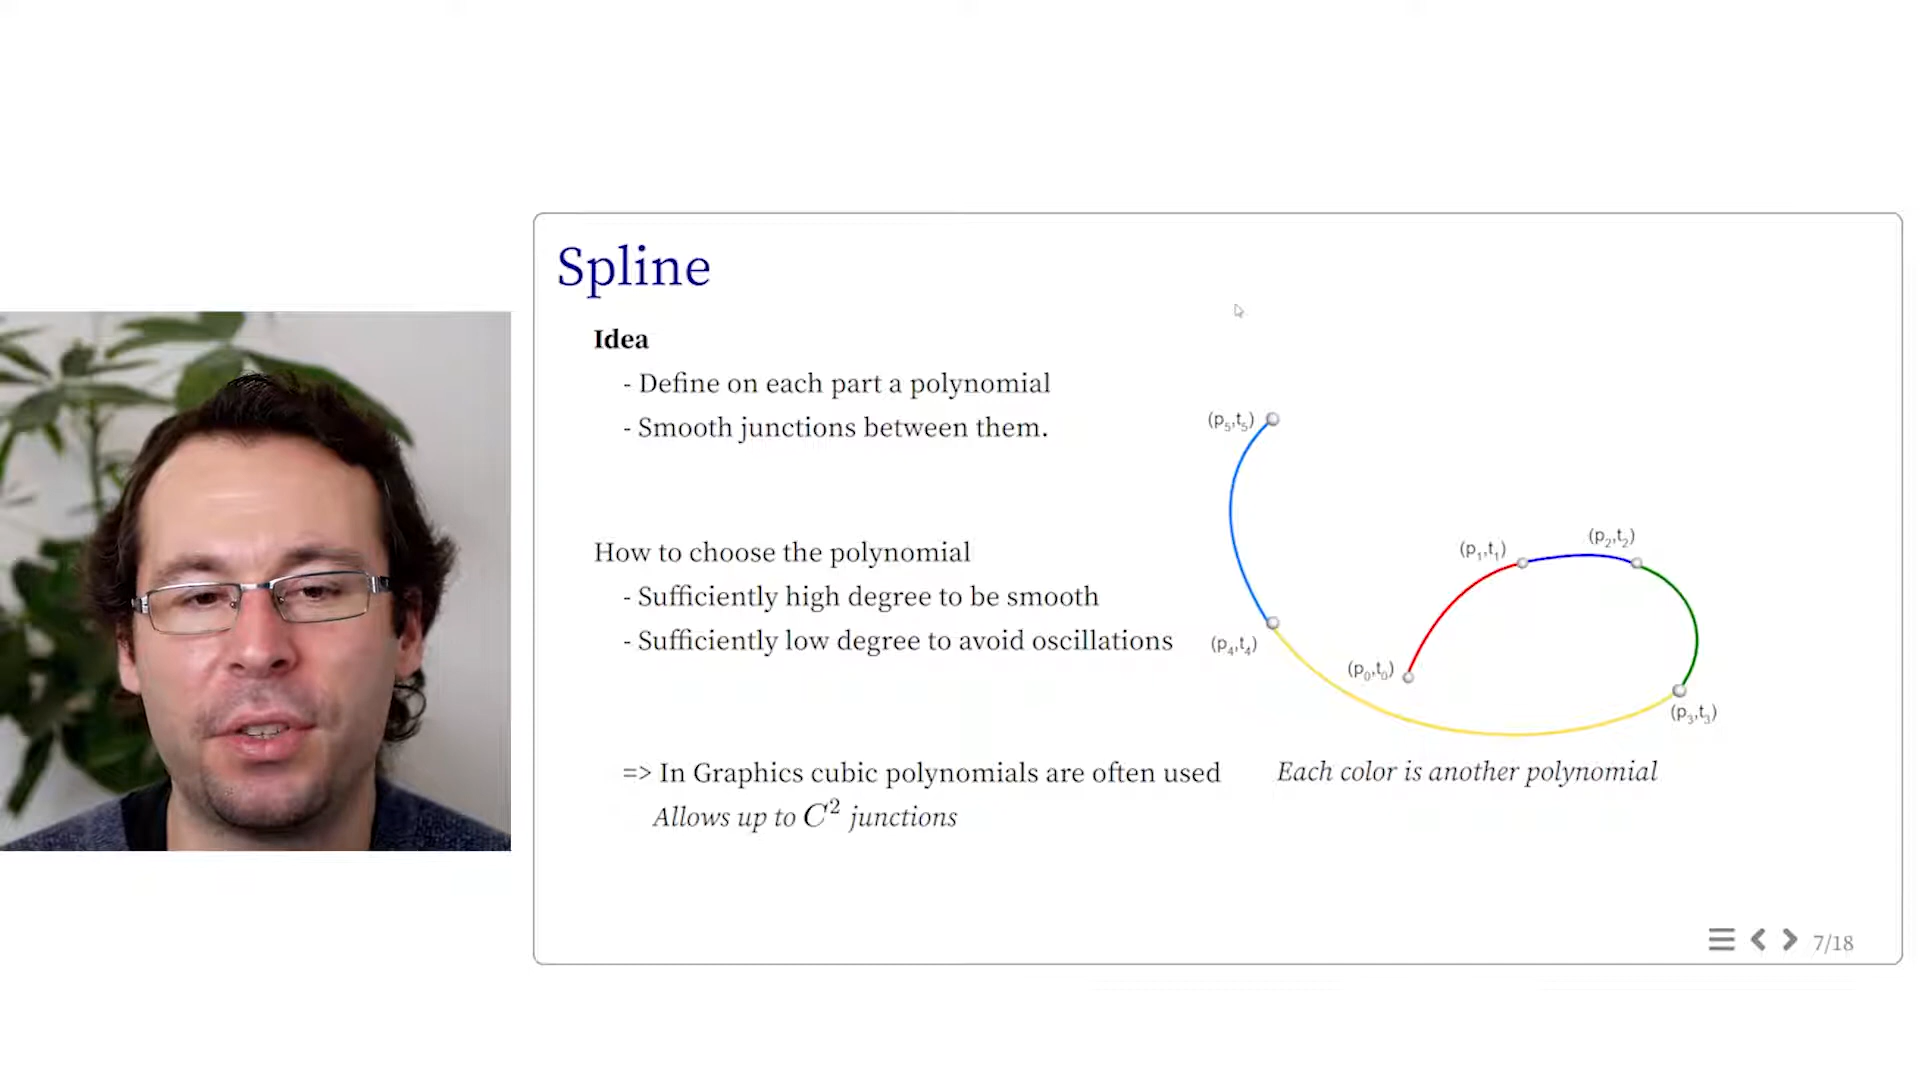 Spline
Idea
- Define on each part a polynomial
- Smooth junctions between them.
How to choose the polynomial
- Sufficiently high degree to be smooth
- Sufficiently low degree to avoid oscillations
=> In Graphics cubic polynomials are often used
Allows up to C² junctions
(p₅,t₅)
(p₁,t₁)
(p₂,t₂)
(p₄,t₄)
(p₀,t₀)
(p₃,t₃)
Each color is another polynomial
7/18